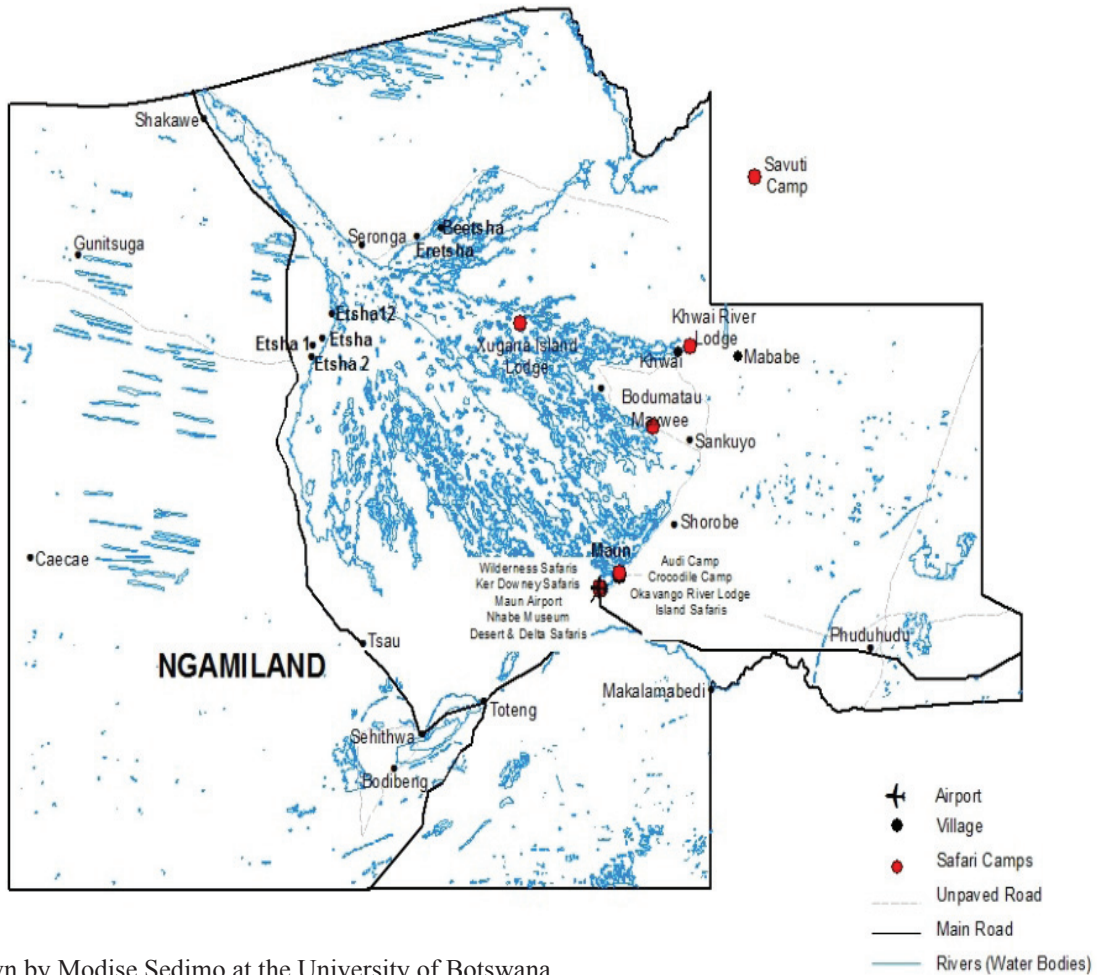 Shakawe
Savuti
Camp
Gunitsuga
Seronga
Beetsha
Eretsha
Etsha12
Etsha 1
Etsha
Etsha 2
Xugana Island
Lodge
Khwai River
Lodge
Khwai
Mababe
Bodumatau
Maxwee
Sankuyo
Shorobe
Caecae
Maun
Wilderness Safaris
Ker Downey Safaris
Maun Airport
Nhabe Museum
Desert & Delta Safaris
Audi Camp
Crocodile Camp
Okavango River Lodge
Island Safaris
Tsau
Phuduhudu
NGAMILAND
Makalamabedi
Toteng
Sehithwa
Bodibeng
Airport
Village
Safari Camps
Unpaved Road
Main Road
Rivers (Water Bodies)
by Modise Sedimo at the University of Botswana